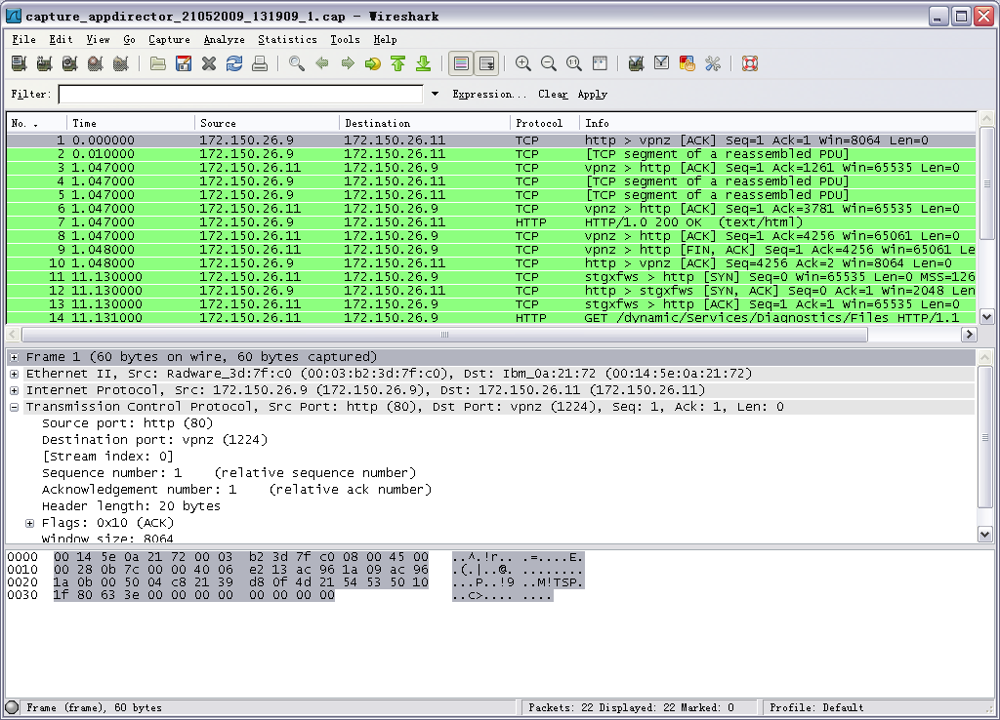 capture_appdirector_21052009_131909_1.cap - Wireshark
File Edit View Go Capture Analyze Statistics Tools Help
Filter: Expression... Clear Apply
No. . Time Source Destination Protocol Info
1 0.000000 172.150.26.9 172.150.26.11 TCP http > vpnz [ACK] Seq=1 Ack=1 Win=8064 Len=0
2 0.010000 172.150.26.9 172.150.26.11 TCP [TCP segment of a reassembled PDU]
3 1.047000 172.150.26.11 172.150.26.9 TCP vpnz > http [ACK] Seq=1 Ack=1261 Win=65535 Len=0
4 1.047000 172.150.26.9 172.150.26.11 TCP [TCP segment of a reassembled PDU]
5 1.047000 172.150.26.9 172.150.26.11 TCP [TCP segment of a reassembled PDU]
6 1.047000 172.150.26.11 172.150.26.9 TCP vpnz > http [ACK] Seq=1 Ack=3781 Win=65535 Len=0
7 1.047000 172.150.26.9 172.150.26.11 HTTP HTTP/1.0 200 OK (text/html)
8 1.047000 172.150.26.11 172.150.26.9 TCP vpnz > http [ACK] Seq=1 Ack=4256 Win=65061 Len=0
9 1.048000 172.150.26.11 172.150.26.9 TCP vpnz > http [FIN, ACK] Seq=1 Ack=4256 Win=65061 Le
10 1.048000 172.150.26.9 172.150.26.11 TCP http > vpnz [ACK] Seq=4256 Ack=2 Win=8064 Len=0
11 11.130000 172.150.26.11 172.150.26.9 TCP stgxfws > http [SYN] Seq=0 Win=65535 Len=0 MSS=126
12 11.130000 172.150.26.9 172.150.26.11 TCP http > stgxfws [SYN, ACK] Seq=0 Ack=1 Win=2048 Len
13 11.130000 172.150.26.11 172.150.26.9 TCP stgxfws > http [ACK] Seq=1 Ack=1 Win=65535 Len=0
14 11.131000 172.150.26.11 172.150.26.9 HTTP GET /dynamic/Services/Diagnostics/Files HTTP/1.1
Frame 1 (60 bytes on wire, 60 bytes captured)
Ethernet II, Src: Radware_3d:7f:c0 (00:03:b2:3d:7f:c0), Dst: Ibm_0a:21:72 (00:14:5e:0a:21:72)
Internet Protocol, Src: 172.150.26.9 (172.150.26.9), Dst: 172.150.26.11 (172.150.26.11)
Transmission Control Protocol, Src Port: http (80), Dst Port: vpnz (1224), Seq: 1, Ack: 1, Len: 0
Source port: http (80)
Destination port: vpnz (1224)
[Stream index: 0]
Sequence number: 1 (relative sequence number)
Acknowledgement number: 1 (relative ack number)
Header length: 20 bytes
Flags: 0x10 (ACK)
Window size: 8064
0000 00 14 5e 0a 21 72 00 03 b2 3d 7f c0 08 00 45 00 ..^.!r.. .=....E.
0010 00 28 0b 7c 00 00 40 06 e2 13 ac 96 1a 09 ac 96 .(.|..@. ........
0020 1a 0b 00 50 04 c8 21 39 d8 0f 4d 21 54 53 50 10 ...P..!9 ..M!TSP.
0030 1f 80 63 3e 00 00 00 00 00 00 00 00 ..c>.... ....
Frame (frame), 60 bytes Packets: 22 Displayed: 22 Marked: 0 Profile: Default